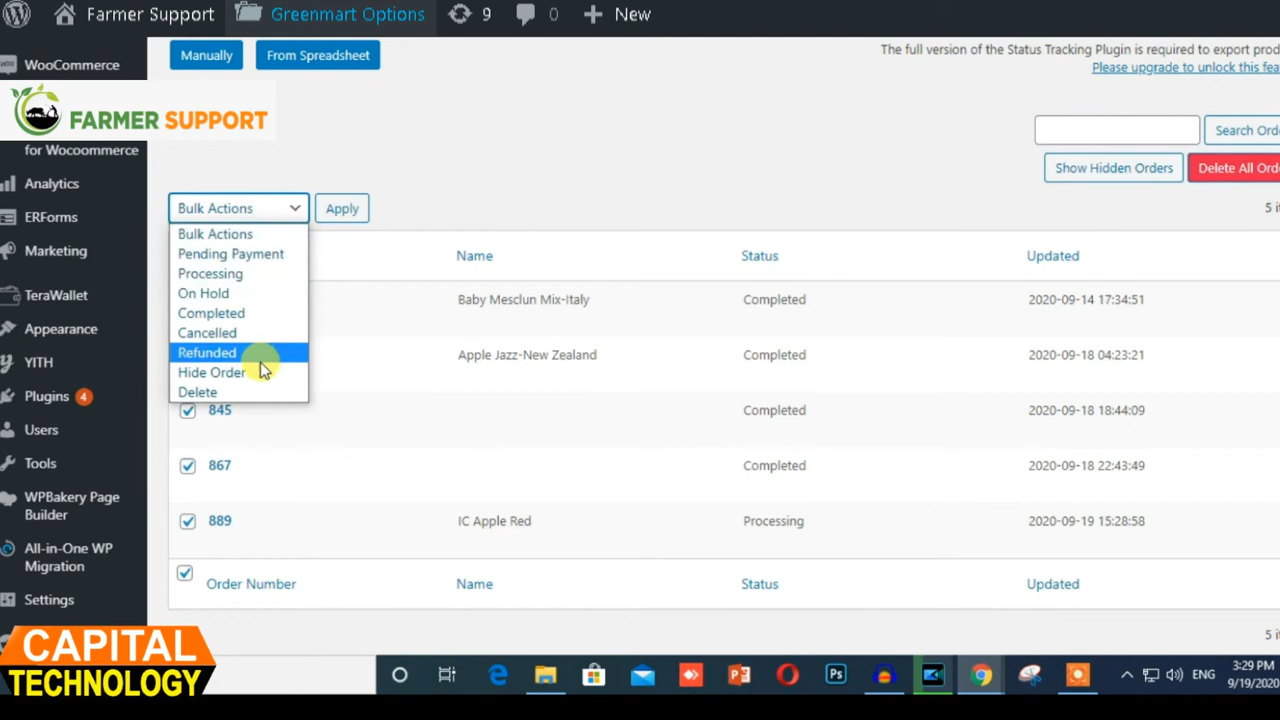 Farmer Support
Greenmart Options
9
0
New
WooCommerce
FARMER SUPPORT
for Wocoommerce
Analytics
ERForms
Marketing
TeraWallet
Appearance
YITH
Plugins 4
Users
Tools
WPBakery Page
Builder
All-in-One WP
Migration
Settings
CAPITAL
TECHNOLOGY
Manually
From Spreadsheet
The full version of the Status Tracking Plugin is required to export
Please upgrade to unlock this
Search
Show Hidden Orders
Delete All
5
Bulk Actions
Apply
Bulk Actions
Pending Payment
Processing
On Hold
Completed
Cancelled
Refunded
Hide Order
Delete
Name Status Updated
Baby Mesclun Mix-Italy Completed 2020-09-14 17:34:51
Apple Jazz-New Zealand Completed 2020-09-18 04:23:21
845 Completed 2020-09-18 18:44:09
867 Completed 2020-09-18 22:43:49
889 IC Apple Red Processing 2020-09-19 15:28:58
Order Number Name Status Updated
5
Ps
ENG
3:29 PM
9/19/2020